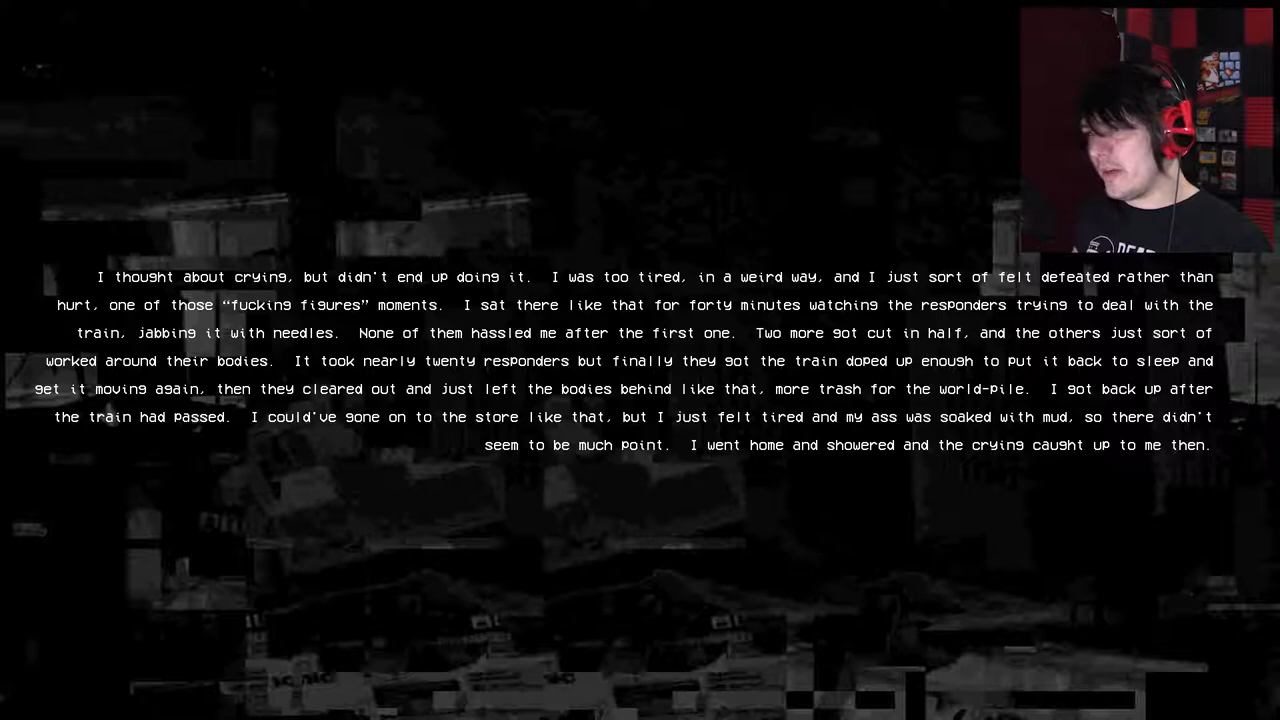 I thought about crying, but didn't end up doing it. I was too tired, in a weird way, and I just sort of felt defeated rather than
hurt, one of those “fucking figures” moments. I sat there like that for forty minutes watching the responders trying to deal with the
train, jabbing it with needles. None of them hassled me after the first one. Two more got cut in half, and the others just sort of
worked around their bodies. It took nearly twenty responders but finally they got the train doped up enough to put it back to sleep and
get it moving again, then they cleared out and just left the bodies behind like that, more trash for the world-pile. I got back up after
the train had passed. I could've gone on to the store like that, but I just felt tired and my ass was soaked with mud, so there didn't
seem to be much point. I went home and showered and the crying caught up to me then.